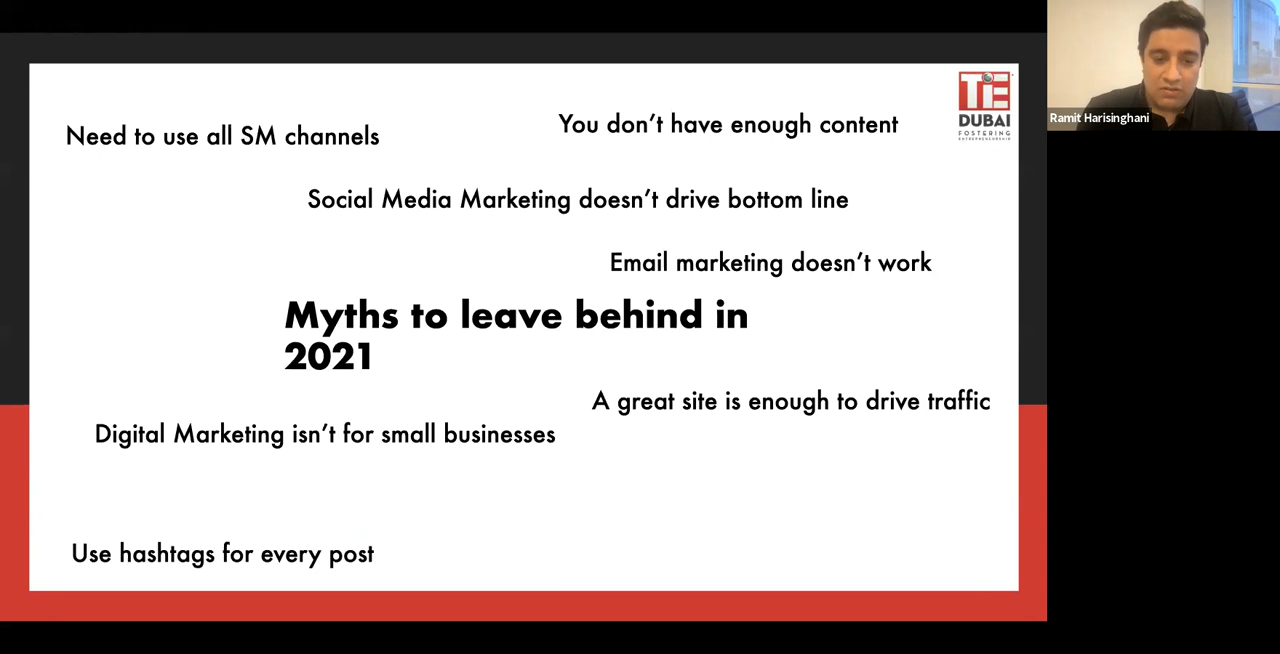 Need to use all SM channels
You don't have enough content
TiE
DUBAI
FOSTERING
ENTREPRENEURSHIP
Ramit Harisinghani
Social Media Marketing doesn't drive bottom line
Email marketing doesn't work
Myths to leave behind in
2021
A great site is enough to drive traffic
Digital Marketing isn't for small businesses
Use hashtags for every post